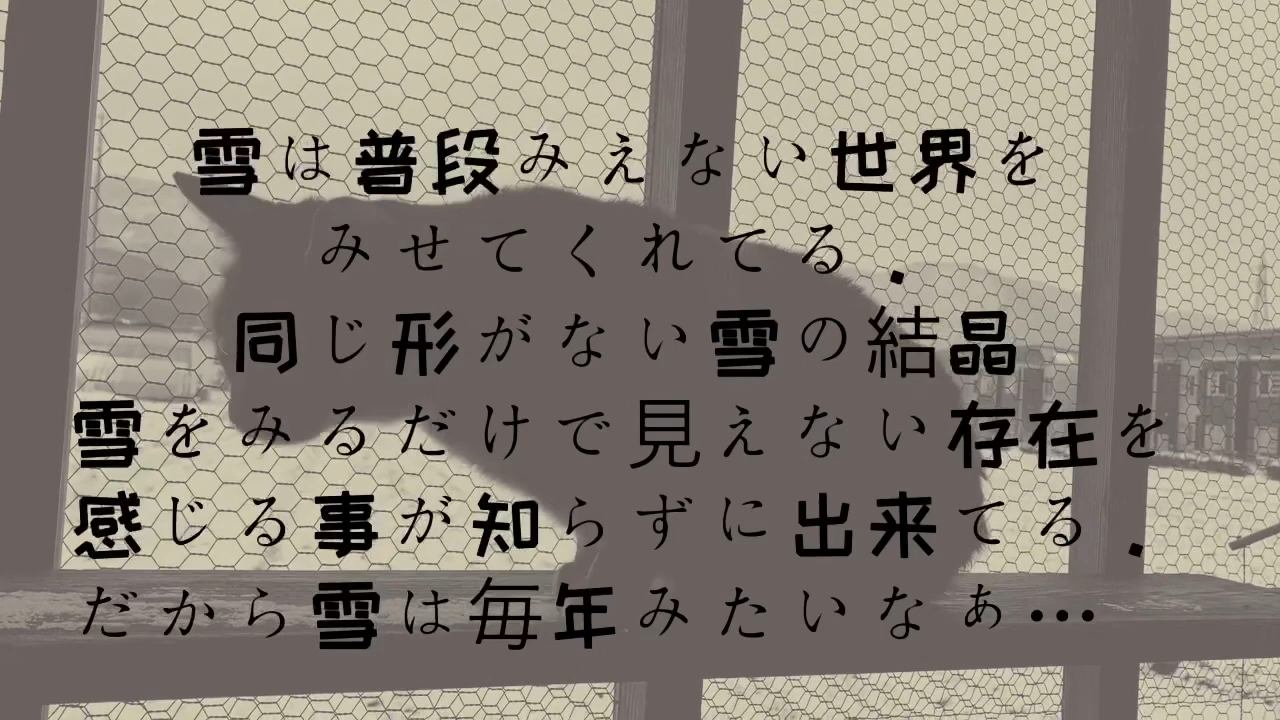 雪は普段みえない世界を
みせてくれてる.
同じ形がない雪の結晶
雪をみるだけで見えない存在を
感じる事が知らずに出来てる.
だから雪は毎年みたいなぁ…